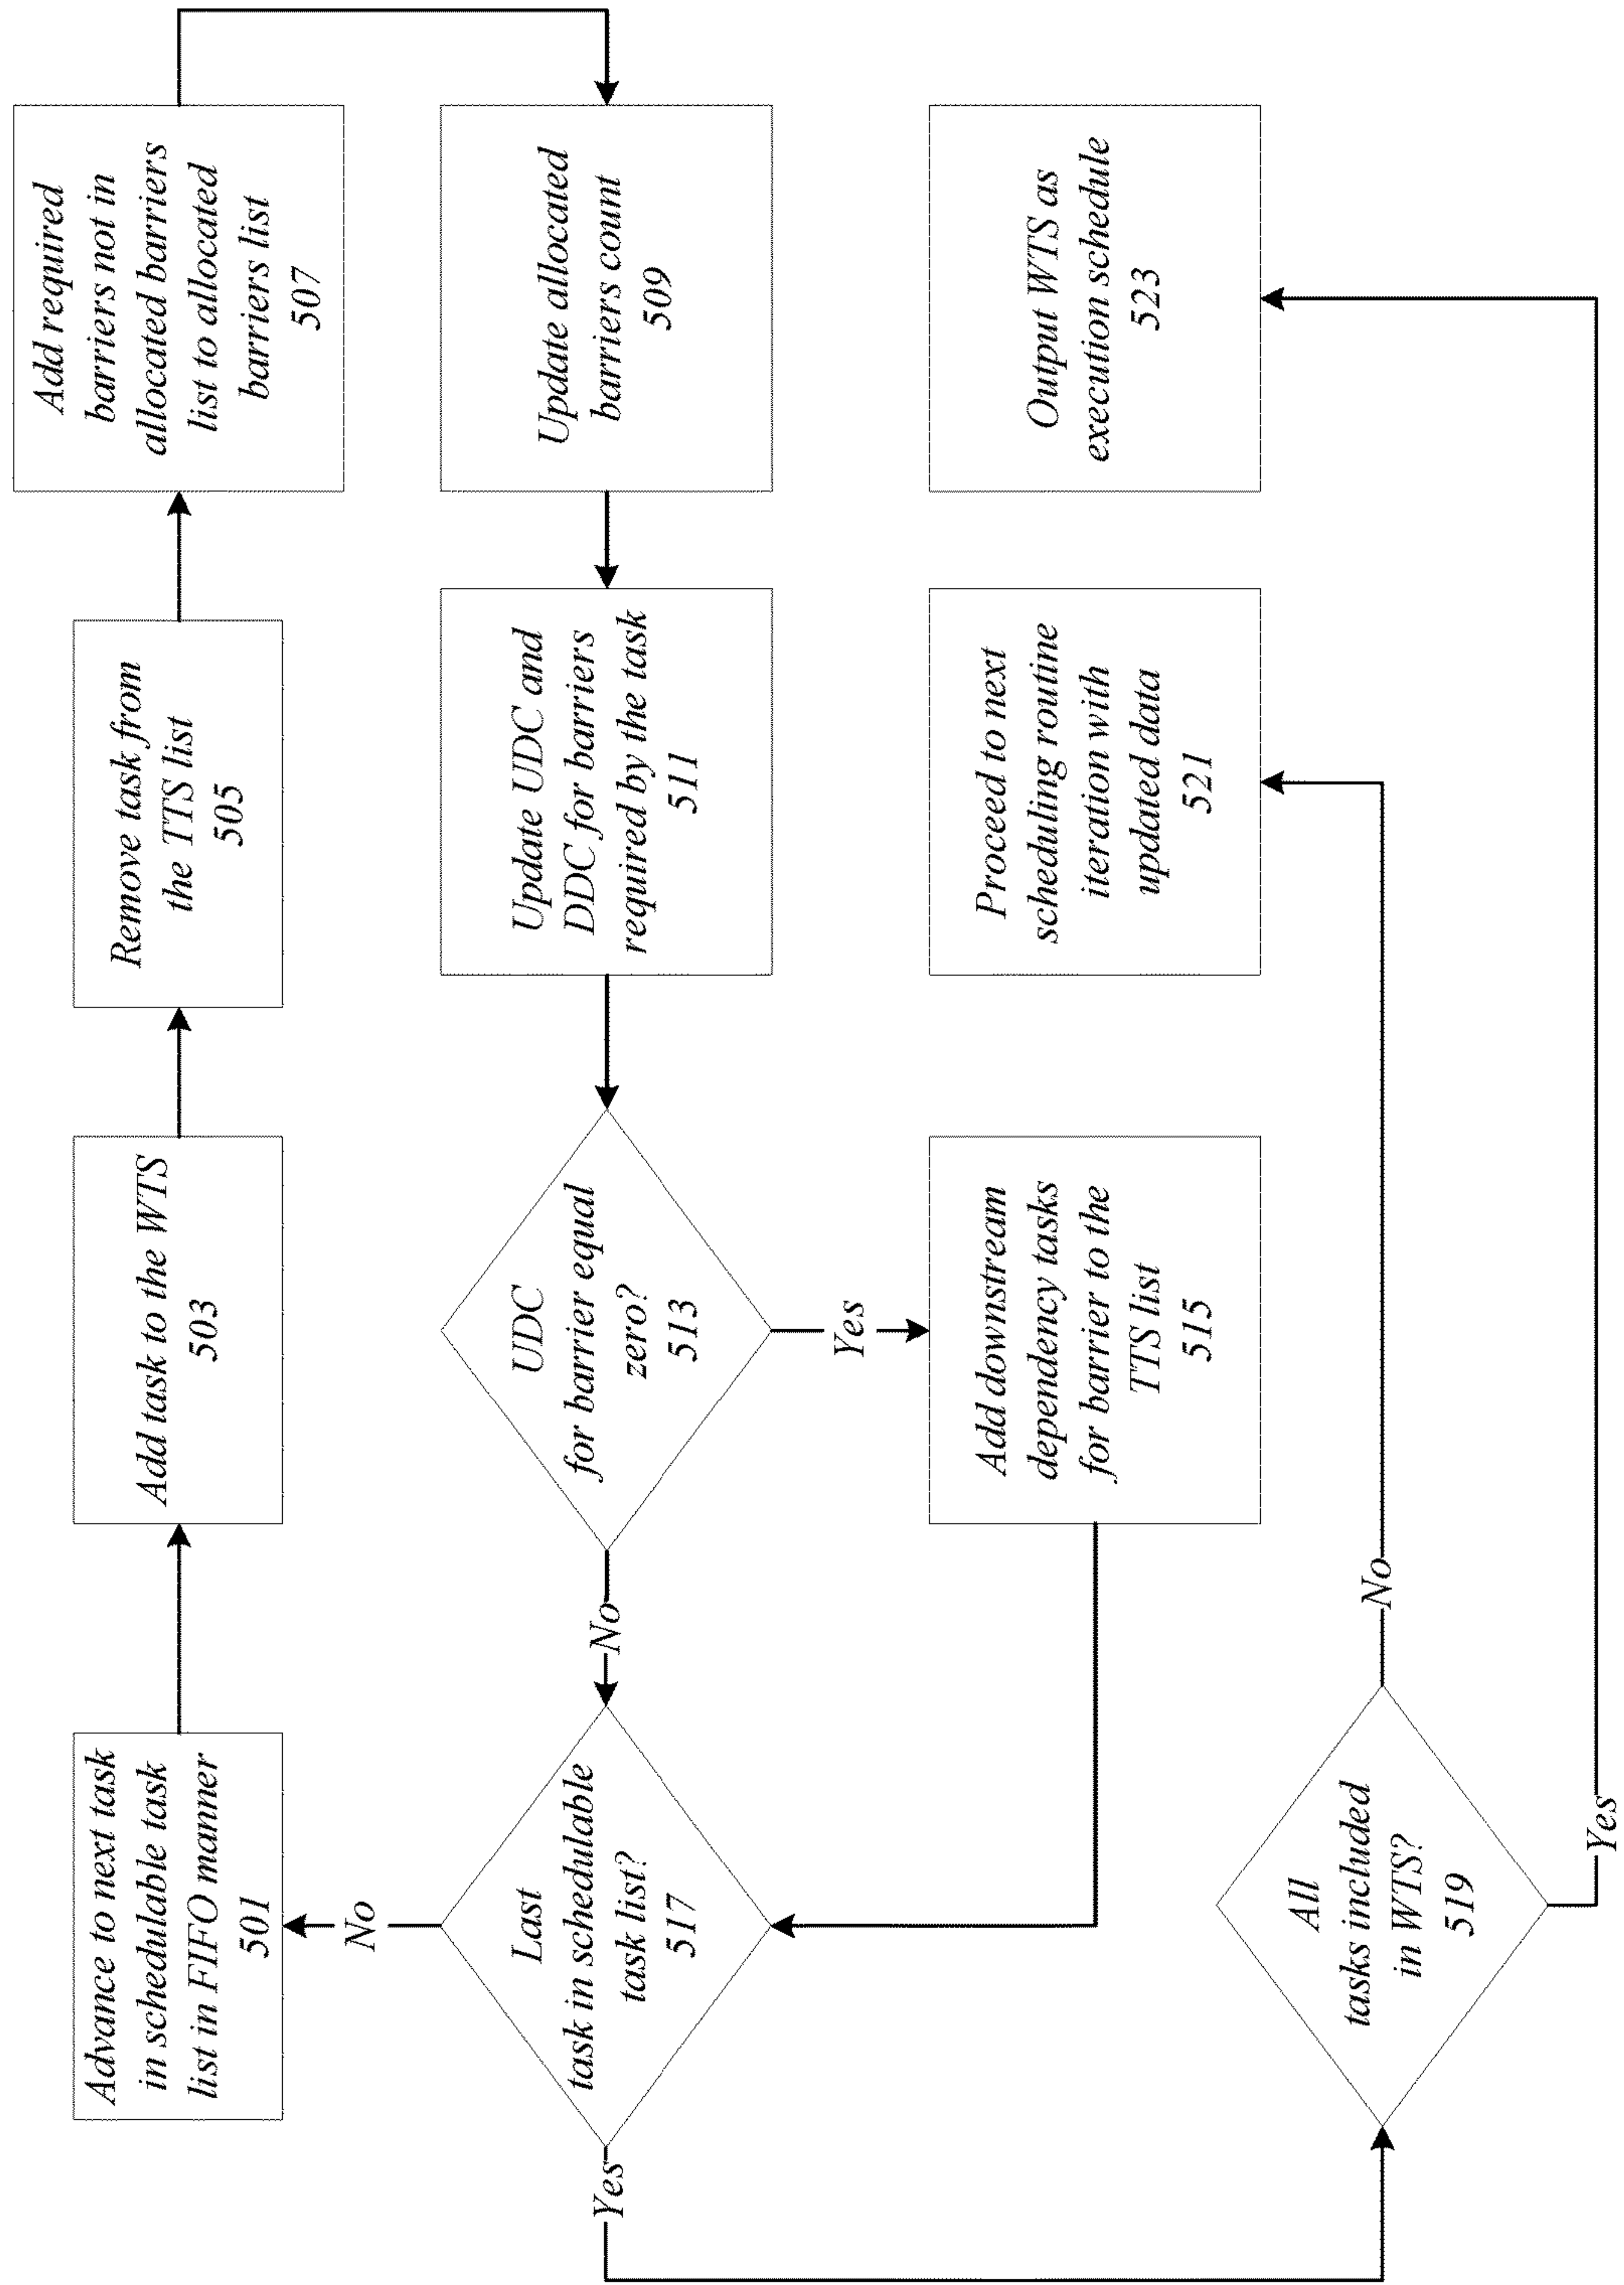 Advance to next task
in schedulable task
list in FIFO manner
501
Add task to the WTS
503
Remove task from
the TTS list
505
Add required
barriers not in
allocated barriers
list to allocated
barriers list
507
No
Last
task in schedulable
task list?
517
No
UDC
for barrier equal
zero?
513
Update UDC and
DDC for barriers
required by the task
511
Update allocated
barriers count
509
Yes
Yes
Add downstream
dependency tasks
for barrier to the
TTS list
515
Proceed to next
scheduling routine
iteration with
updated data
521
Output WTS as
execution schedule
523
All
tasks included
in WTS?
519
No
Yes